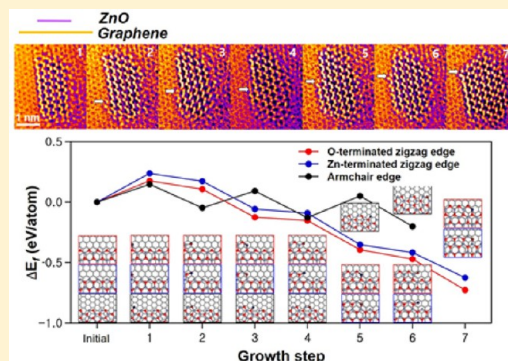 ZnO
Graphene
1 2 3 4 5 6 7
1 nm
0.5
0.0
-0.5
-1.0
ΔEf (eV/atom)
O-terminated zigzag edge
Zn-terminated zigzag edge
Armchair edge
Initial 1 2 3 4 5 6 7
Growth step